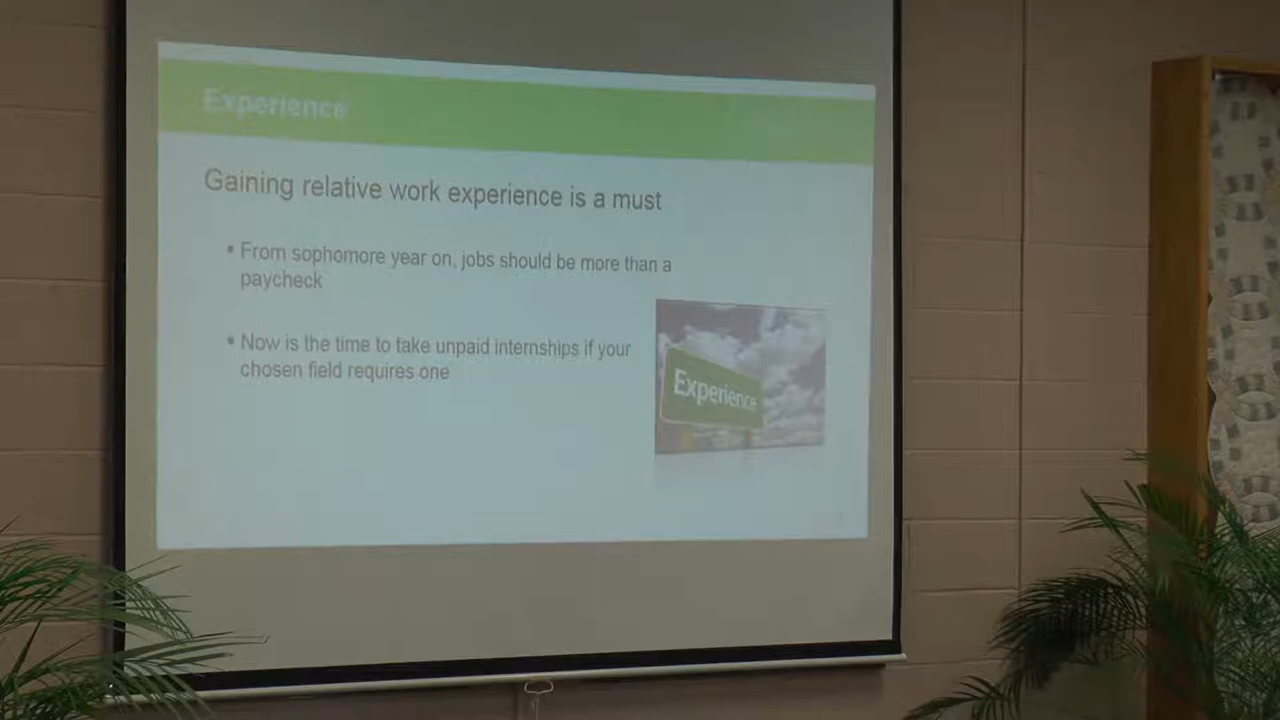 Experience
Gaining relative work experience is a must
▪ From sophomore year on, jobs should be more than a
paycheck
▪ Now is the time to take unpaid internships if your
chosen field requires one
Experience